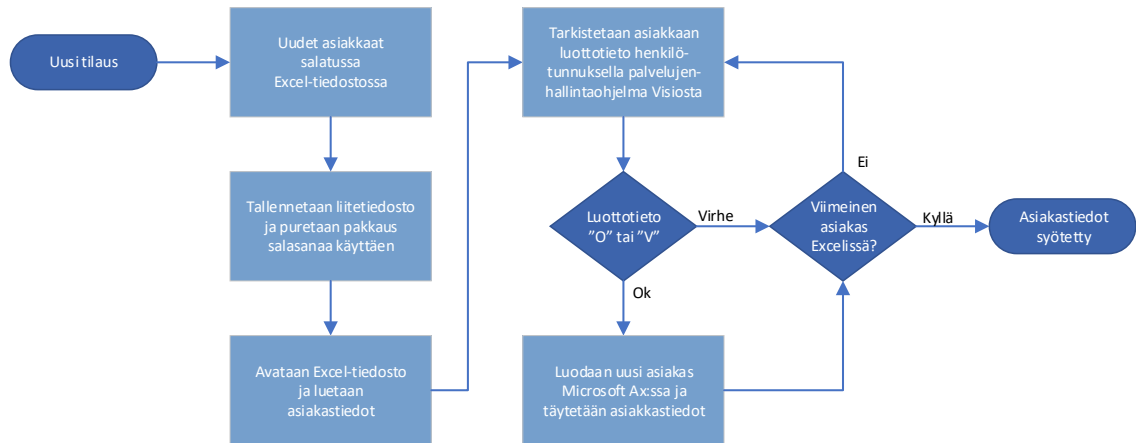 Uusi tilaus
Uudet asiakkaat
salatussa
Excel-tiedostossa
Tallennetaan liitetiedosto
ja puretaan pakkaus
salasanaa käyttäen
Avataan Excel-tiedosto
ja luetaan
asiakastiedot
Tarkistetaan asiakkaan
luottotieto henkilö-
tunnuksella palvelujen-
hallintaohjelma Visiosta
Luottotieto
”O” tai ”V”
Virhe
Ok
Luodaan uusi asiakas
Microsoft Ax:ssa ja
täytetään asiakkastiedot
Viimeinen
asiakas
Excelissä?
Ei
Kyllä
Asiakastiedot
syötetty